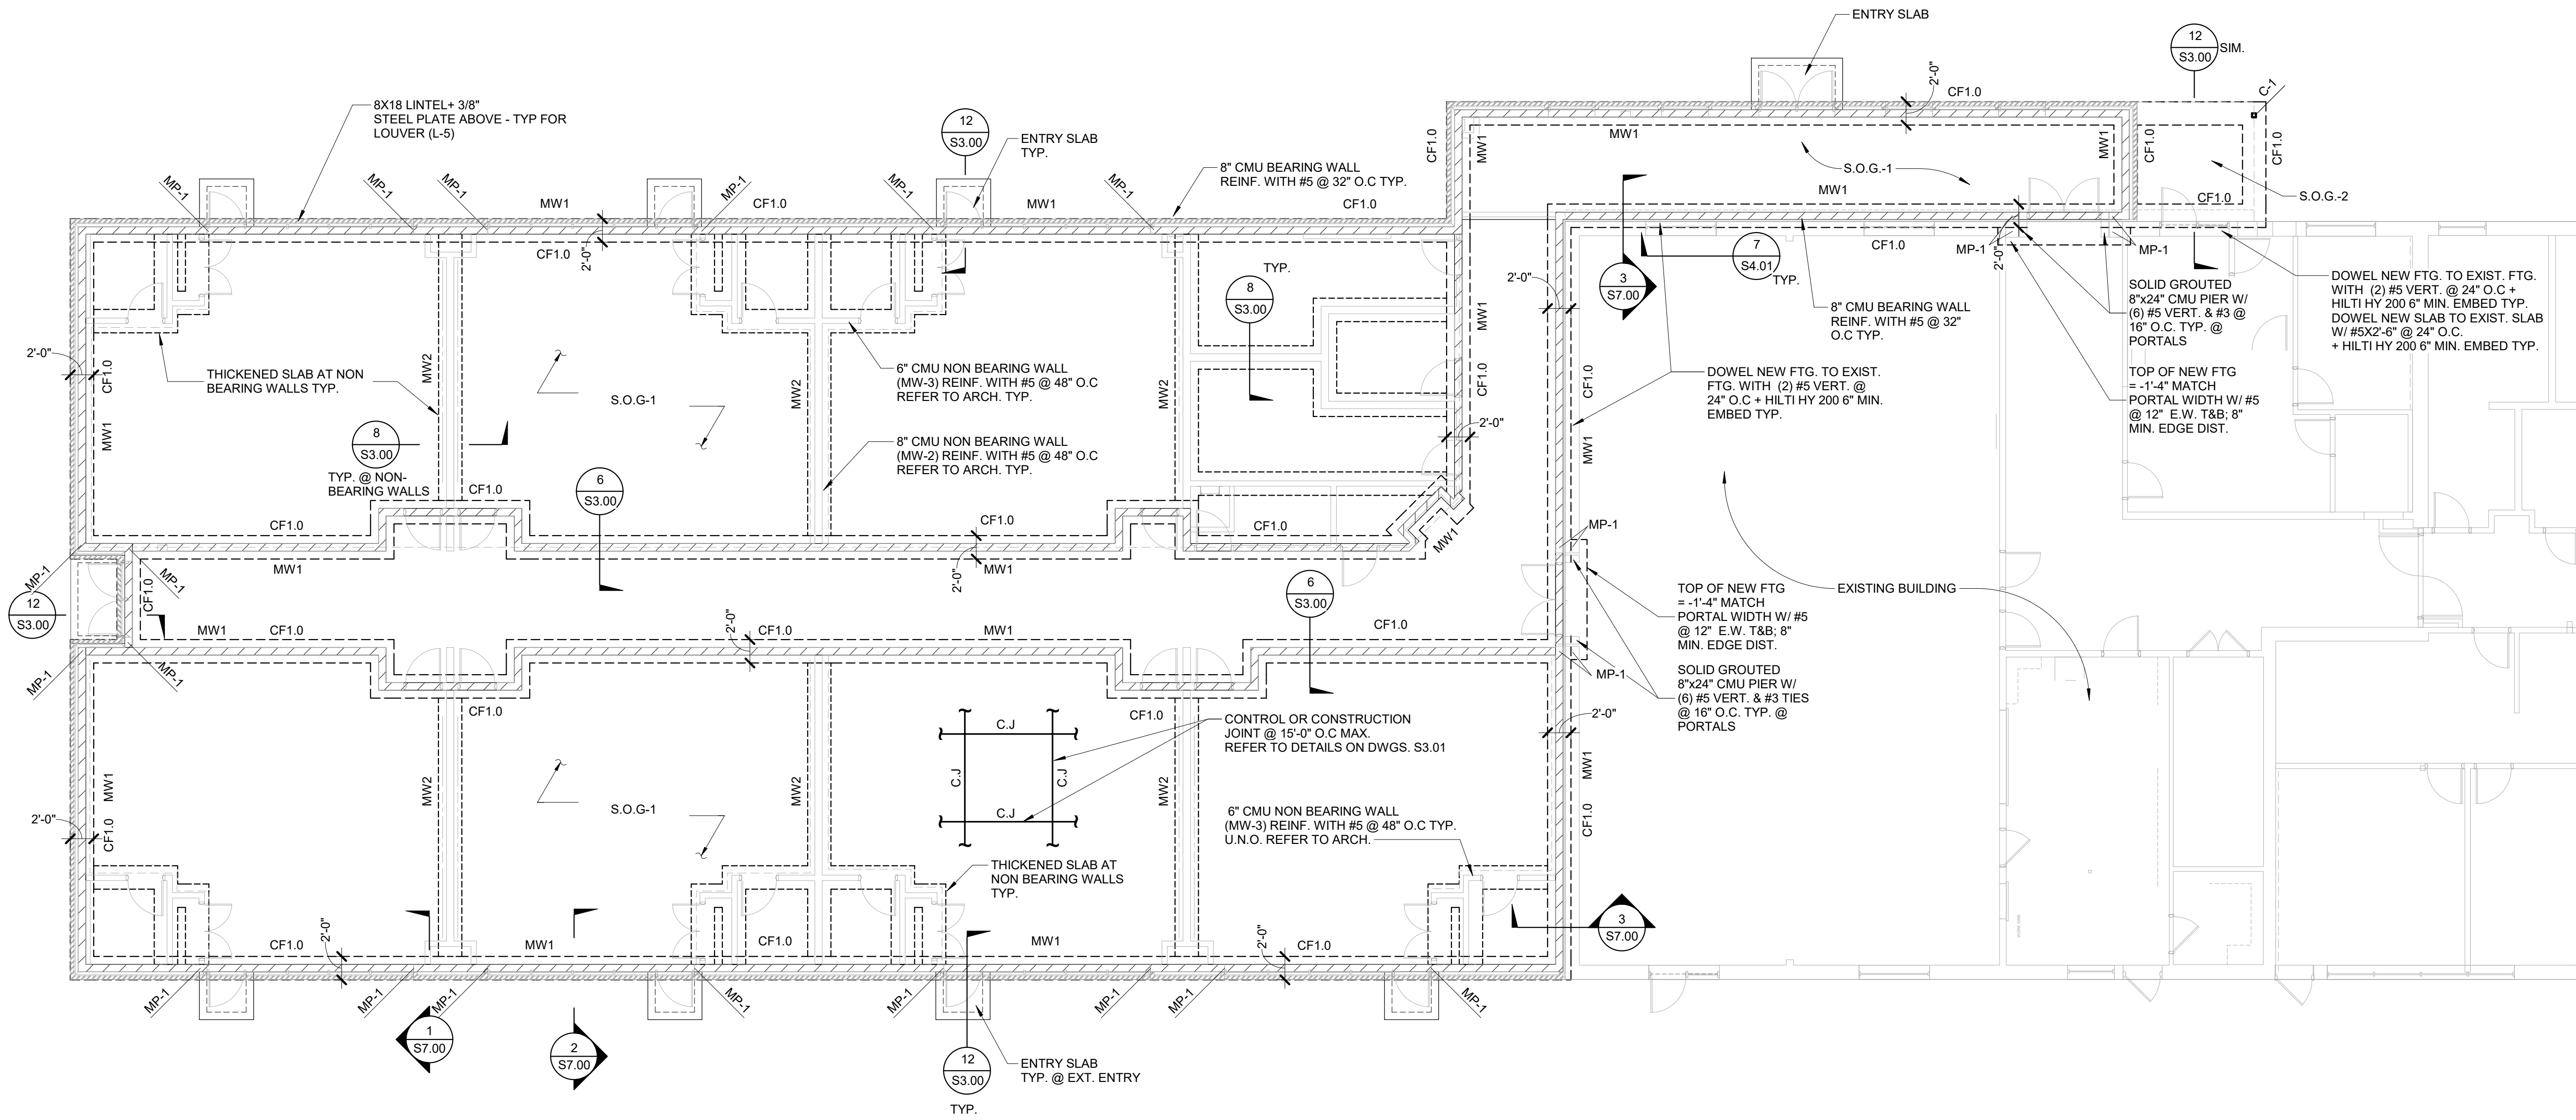 ENTRY SLAB
12
S3.00
SIM.
C-1
2'-0"
CF1.0
8X18 LINTEL+ 3/8"
STEEL PLATE ABOVE - TYP FOR
LOUVER (L-5)
12
S3.00
ENTRY SLAB
TYP.
8" CMU BEARING WALL
REINF. WITH #5 @ 32" O.C TYP.
CF1.0
MW1
MW1
MW1
CF1.0
CF1.0
S.O.G.-1
S.O.G.-2
MP-1
MP-1
MP-1
MP-1
MP-1
MP-1
MW1
CF1.0
MW1
CF1.0
MW1
CF1.0
CF1.0
2'-0"
TYP.
8
S3.00
2'-0"
3
S7.00
7
S4.01
TYP.
CF1.0
MP-1
2'-0"
MP-1
SOLID GROUTED
8"x24" CMU PIER W/
(6) #5 VERT. & #3 @
16" O.C. TYP. @
PORTALS
DOWEL NEW FTG. TO EXIST. FTG.
WITH (2) #5 VERT. @ 24" O.C +
HILTI HY 200 6" MIN. EMBED TYP.
DOWEL NEW SLAB TO EXIST. SLAB
W/ #5X2'-6" @ 24" O.C.
+ HILTI HY 200 6" MIN. EMBED TYP.
8" CMU BEARING WALL
REINF. WITH #5 @ 32"
O.C TYP.
MW1
2'-0"
CF1.0
MW1
THICKENED SLAB AT NON
BEARING WALLS TYP.
MW2
S.O.G-1
MW2
6" CMU NON BEARING WALL
(MW-3) REINF. WITH #5 @ 48" O.C
REFER TO ARCH. TYP.
MW2
CF1.0
CF1.0
DOWEL NEW FTG. TO EXIST.
FTG. WITH (2) #5 VERT. @
24" O.C + HILTI HY 200 6" MIN.
EMBED TYP.
TOP OF NEW FTG
= -1'-4" MATCH
PORTAL WIDTH W/ #5
@ 12" E.W. T&B; 8"
MIN. EDGE DIST.
8
S3.00
TYP. @ NON-
BEARING WALLS
8" CMU NON BEARING WALL
(MW-2) REINF. WITH #5 @ 48" O.C
REFER TO ARCH. TYP.
2'-0"
MW1
6
S3.00
CF1.0
CF1.0
CF1.0
CF1.0
MW1
MP-1
MP-1
MP-1
CF1.0
MW1
2'-0"
MW1
12
S3.00
6
S3.00
TOP OF NEW FTG
= -1'-4" MATCH
PORTAL WIDTH W/ #5
@ 12" E.W. T&B; 8"
MIN. EDGE DIST.
EXISTING BUILDING
MW1
CF1.0
2'-0"
CF1.0
MW1
CF1.0
MP-1
MP-1
MP-1
SOLID GROUTED
8"x24" CMU PIER W/
(6) #5 VERT. & #3 TIES
@ 16" O.C. TYP. @
PORTALS
CF1.0
CF1.0
C.J
CONTROL OR CONSTRUCTION
JOINT @ 15'-0" O.C MAX.
REFER TO DETAILS ON DWGS. S3.01
2'-0"
MW1
MW1
MW2
S.O.G-1
MW2
C.J
C.J
C.J
MW2
2'-0"
CF1.0
CF1.0
6" CMU NON BEARING WALL
(MW-3) REINF. WITH #5 @ 48" O.C TYP.
U.N.O. REFER TO ARCH.
THICKENED SLAB AT
NON BEARING WALLS
TYP.
3
S7.00
CF1.0
2'-0"
MW1
CF1.0
MW1
2'-0"
CF1.0
MP-1
MP-1
MP-1
MP-1
MP-1
MP-1
MP-1
MP-1
1
S7.00
2
S7.00
12
S3.00
TYP.
ENTRY SLAB
TYP. @ EXT. ENTRY